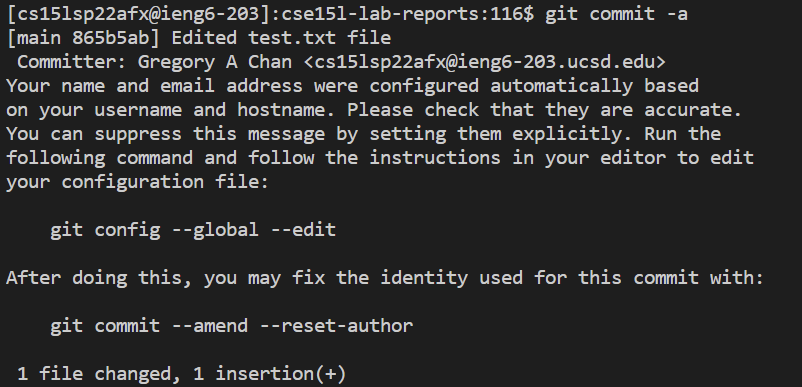 [cs15lsp22afx@ieng6-203]:cse15l-lab-reports:116$ git commit -a
[main 865b5ab] Edited test.txt file
 Committer: Gregory A Chan <cs15lsp22afx@ieng6-203.ucsd.edu>
Your name and email address were configured automatically based
on your username and hostname. Please check that they are accurate.
You can suppress this message by setting them explicitly. Run the
following command and follow the instructions in your editor to edit
your configuration file:

    git config --global --edit

After doing this, you may fix the identity used for this commit with:

    git commit --amend --reset-author

 1 file changed, 1 insertion(+)